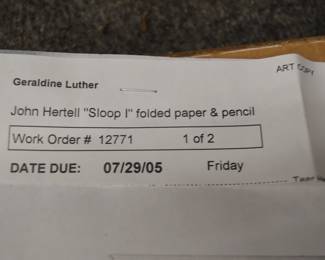 ART COPY
Geraldine Luther
John Hertell "Sloop I" folded paper & pencil
Work Order # 12771 1 of 2
DATE DUE: 07/29/05 Friday